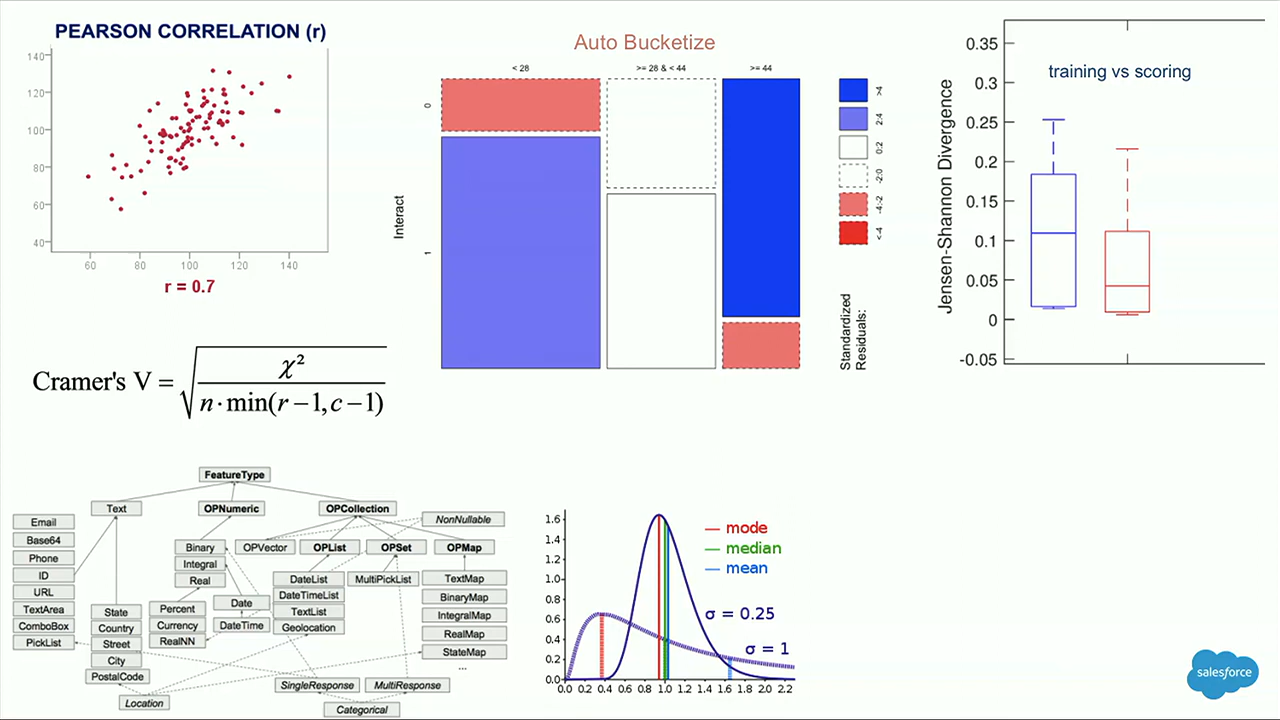 PEARSON CORRELATION (r)
140
120
100
80
60
40
60 80 100 120 140
r = 0.7
Cramer's V = √ χ² / n·min(r−1, c−1)
Auto Bucketize
< 28 >= 28 & < 44 >= 44
0
1
Interact
>4
2:4
0:2
-2:0
-4:-2
<-4
Standardized
Residuals:
training vs scoring
Jensen-Shannon Divergence
0.35
0.3
0.25
0.2
0.15
0.1
0.05
0
-0.05
FeatureType
Text OPNumeric OPCollection
NonNullable
Email
Base64
Phone
ID
URL
TextArea
ComboBox
PickList
State
Country
Street
City
PostalCode
Location
Binary
Integral
Real
Percent
Currency
RealNN
Date
DateTime
OPVector OPList OPSet OPMap
DateList
DateTimeList
TextList
Geolocation
MultiPickList
TextMap
BinaryMap
IntegralMap
RealMap
StateMap
...
SingleResponse MultiResponse
Categorical
1.6
1.4
1.2
1.0
0.8
0.6
0.4
0.2
0.0
0.0 0.2 0.4 0.6 0.8 1.0 1.2 1.4 1.6 1.8 2.0 2.2
mode
median
mean
σ = 0.25
σ = 1
salesforce